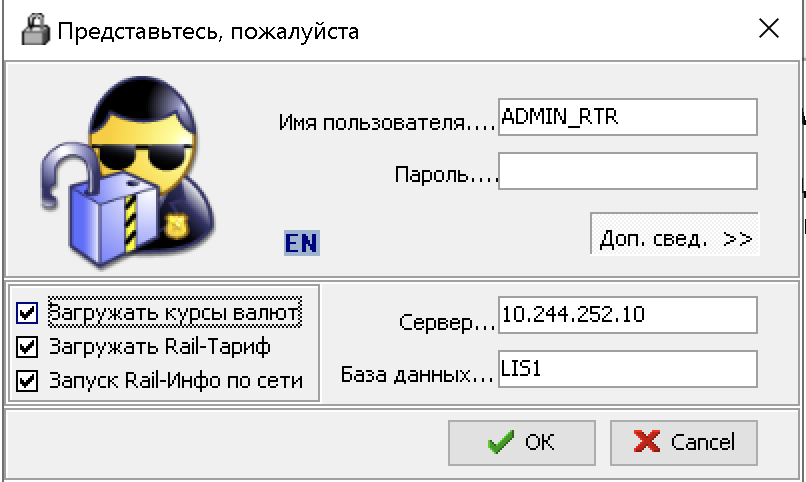 Представьтесь, пожалуйста
Имя пользователя.... ADMIN_RTR
Пароль....
EN
Доп. свед. >>
Загружать курсы валют
Загружать Rail-Тариф
Запуск Rail-Инфо по сети
Сервер... 10.244.252.10
База данных... LIS1
OK
Cancel